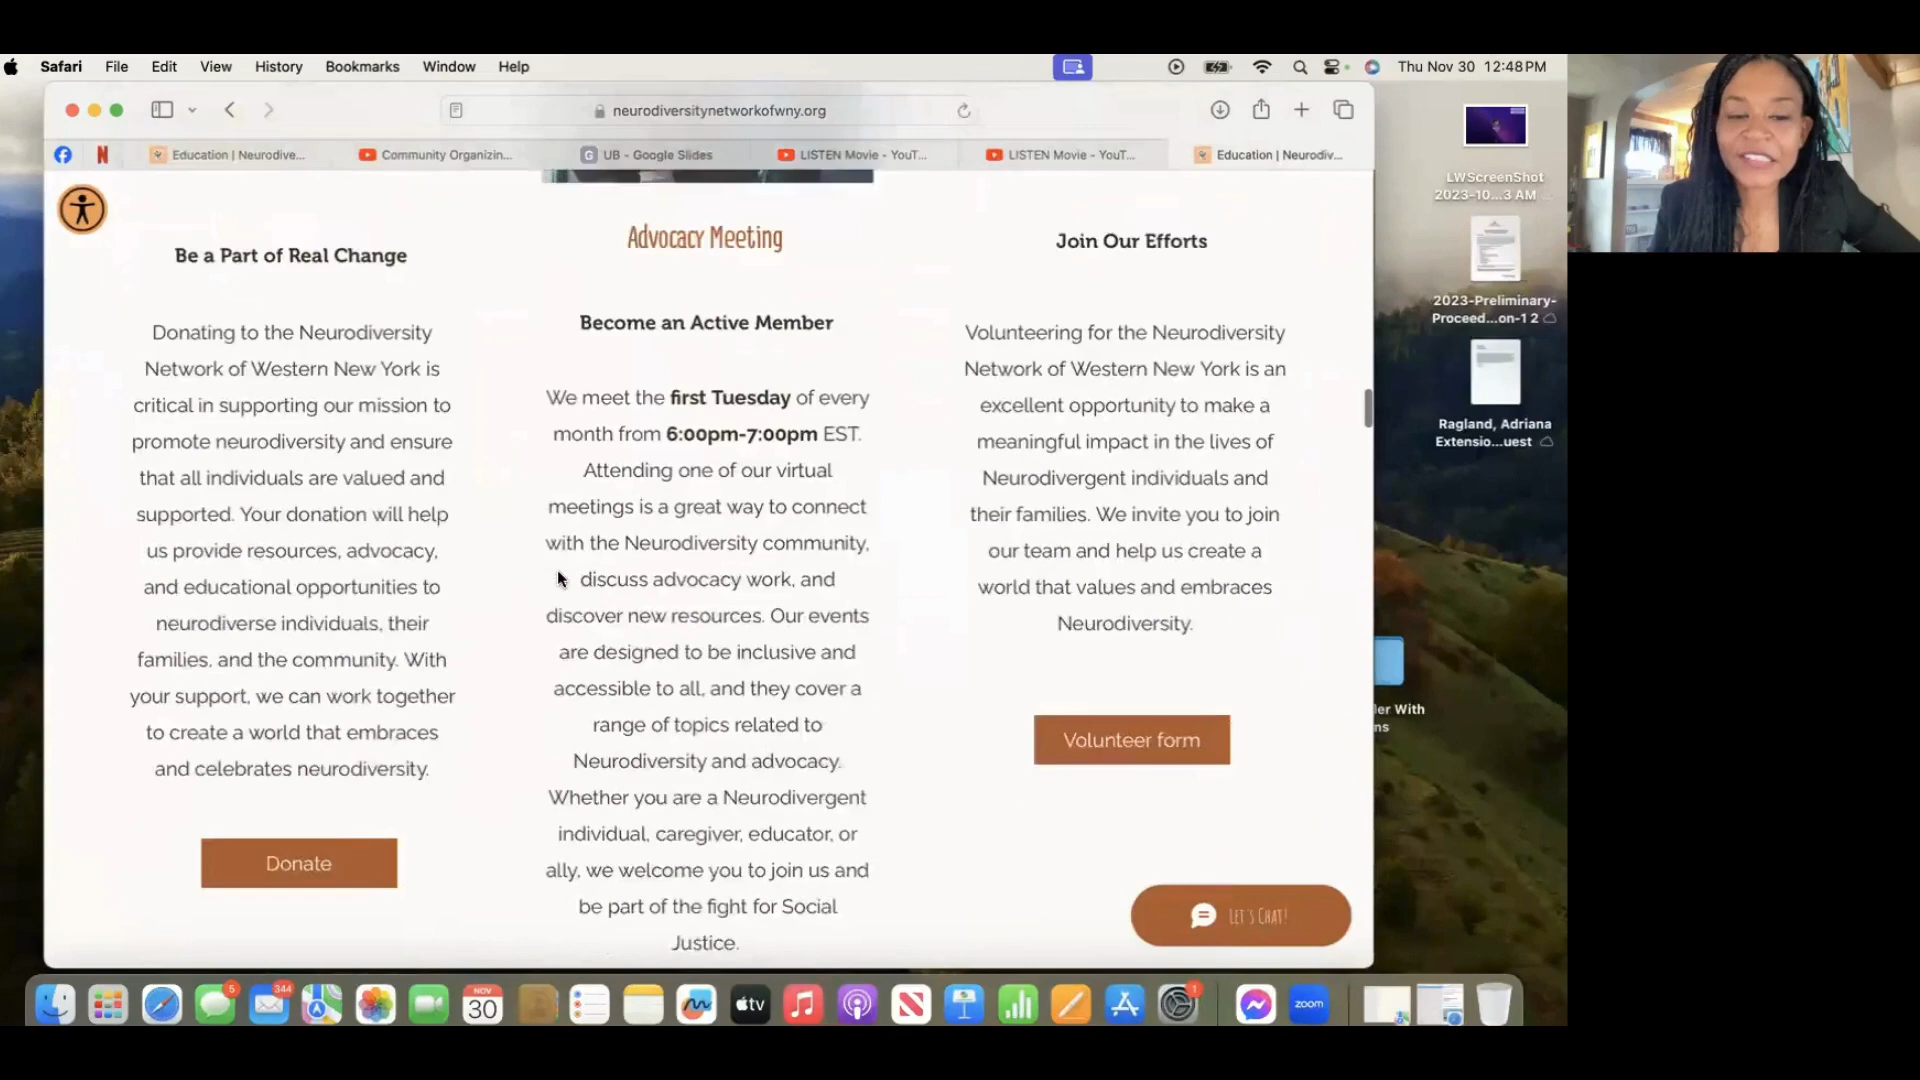 Safari File Edit View History Bookmarks Window Help
Thu Nov 30 12:48 PM
neurodiversitynetworkofwny.org
Education | Neurodive...
Community Organizin...
UB - Google Slides
LISTEN Movie - YouT...
LISTEN Movie - YouT...
Education | Neurodiv...
Be a Part of Real Change
Donating to the Neurodiversity
Network of Western New York is
critical in supporting our mission to
promote neurodiversity and ensure
that all individuals are valued and
supported. Your donation will help
us provide resources, advocacy,
and educational opportunities to
neurodiverse individuals, their
families, and the community. With
your support, we can work together
to create a world that embraces
and celebrates neurodiversity.
Donate
Advocacy Meeting
Become an Active Member
We meet the first Tuesday of every
month from 6:00pm-7:00pm EST.
Attending one of our virtual
meetings is a great way to connect
with the Neurodiversity community,
discuss advocacy work, and
discover new resources. Our events
are designed to be inclusive and
accessible to all, and they cover a
range of topics related to
Neurodiversity and advocacy.
Whether you are a Neurodivergent
individual, caregiver, educator, or
ally, we welcome you to join us and
be part of the fight for Social
Justice.
Join Our Efforts
Volunteering for the Neurodiversity
Network of Western New York is an
excellent opportunity to make a
meaningful impact in the lives of
Neurodivergent individuals and
their families. We invite you to join
our team and help us create a
world that values and embraces
Neurodiversity.
Volunteer form
Let's Chat!
LWScreenShot
2023-10...3 AM
2023-Preliminary-
Proceed...on-1 2
Ragland, Adriana
Extensio...uest
ler With
ns
5
344
NOV
30
tv
1
zoom